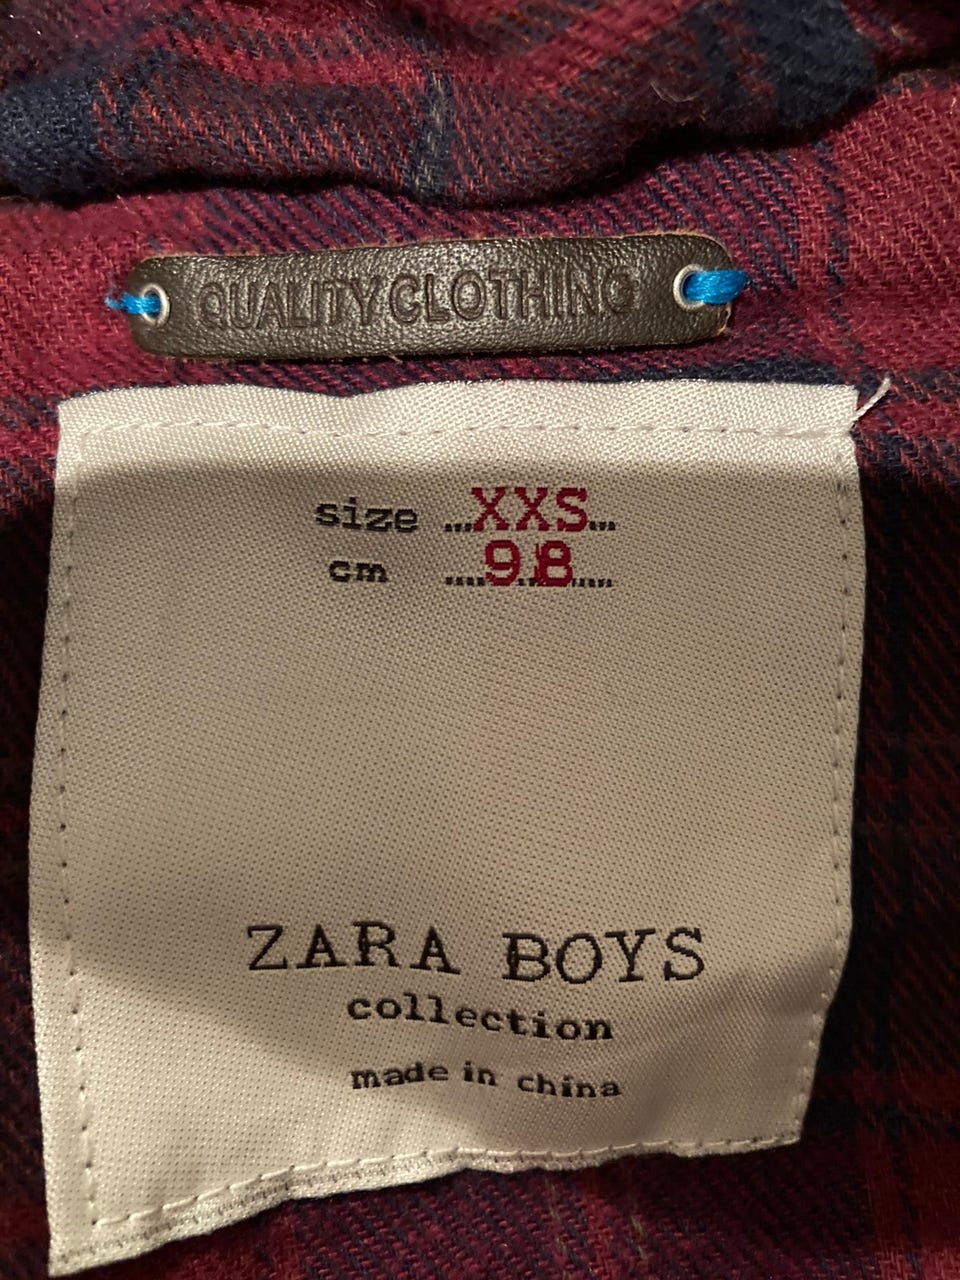 QUALITY CLOTHING
size ...XXS...
cm ....98....
ZARA BOYS
collection
made in china